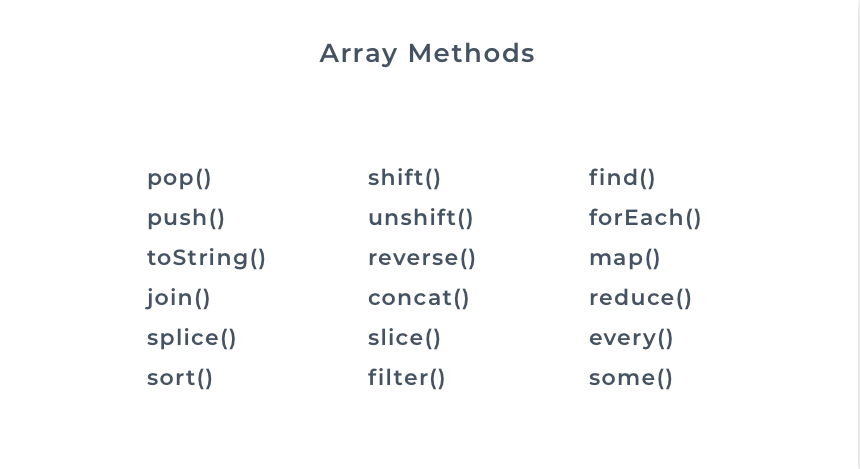 Array Methods
pop()
push()
toString()
join()
splice()
sort()
shift()
unshift()
reverse()
concat()
slice()
filter()
find()
forEach()
map()
reduce()
every()
some()